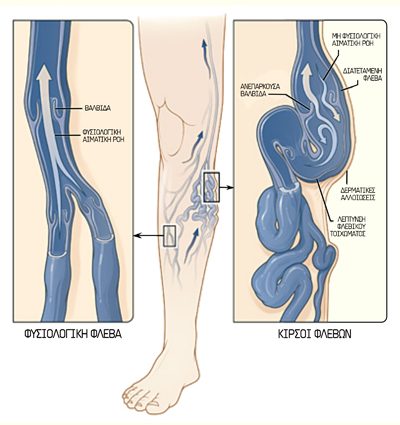 ΒΑΛΒΙΔΑ
ΦΥΣΙΟΛΟΓΙΚΗ
ΑΙΜΑΤΙΚΗ ΡΟΗ
ΦΥΣΙΟΛΟΓΙΚΗ ΦΛΕΒΑ
ΜΗ ΦΥΣΙΟΛΟΓΙΚΗ
ΑΙΜΑΤΙΚΗ ΡΟΗ
ΔΙΑΤΕΤΑΜΕΝΗ
ΦΛΕΒΑ
ΑΝΕΠΑΡΚΟΥΣΑ
ΒΑΛΒΙΔΑ
ΔΕΡΜΑΤΙΚΕΣ
ΑΛΛΟΙΩΣΕΙΣ
ΛΕΠΤΥΝΣΗ
ΦΛΕΒΙΚΟΥ
ΤΟΙΧΩΜΑΤΟΣ
ΚΙΡΣΟΙ ΦΛΕΒΩΝ